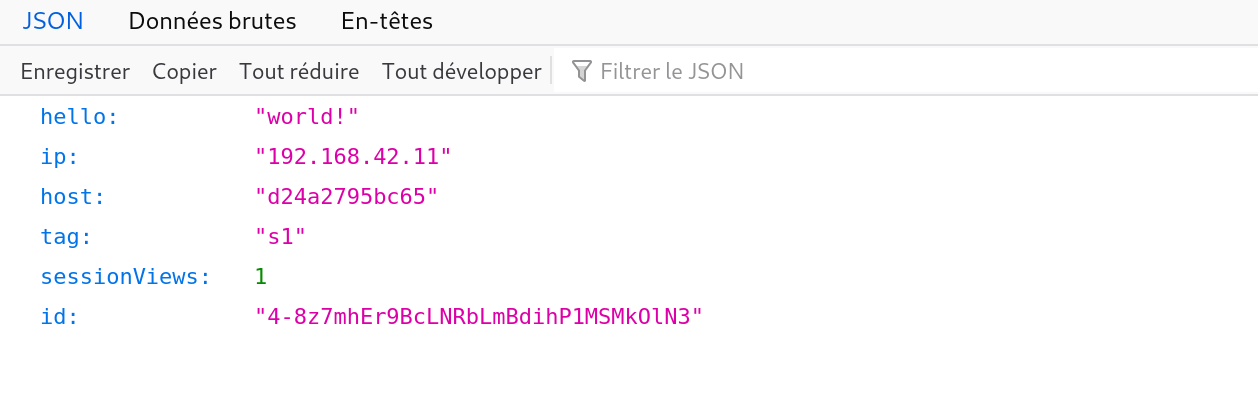 JSON Données brutes En-têtes
Enregistrer Copier Tout réduire Tout développer Filtrer le JSON
hello: "world!"
ip: "192.168.42.11"
host: "d24a2795bc65"
tag: "s1"
sessionViews: 1
id: "4-8z7mhEr9BcLNRbLmBdihP1MSMkOlN3"